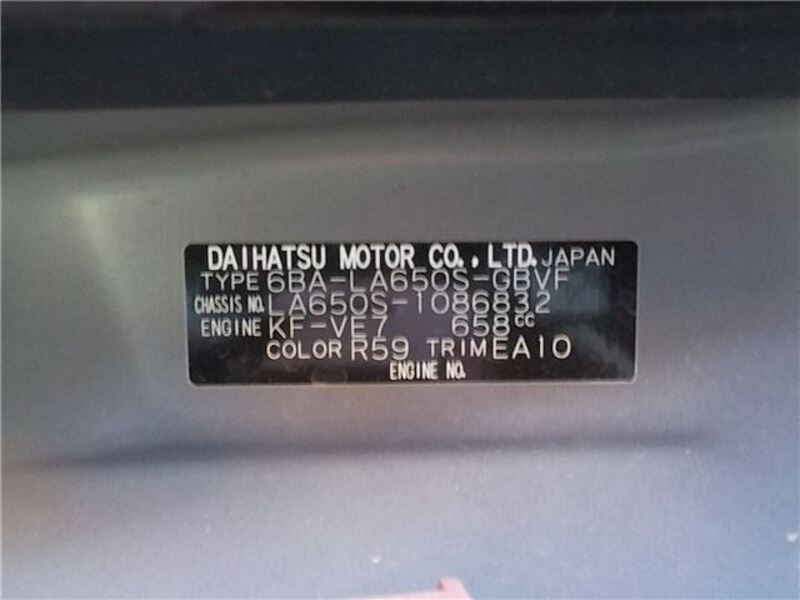 DAIHATSU MOTOR CO., LTD. JAPAN
TYPE 6BA-LA650S-GBVF
CHASSIS NO. LA650S-1086832
ENGINE KF-VE7 658cc
COLOR R59 TRIM EA10
ENGINE NO.